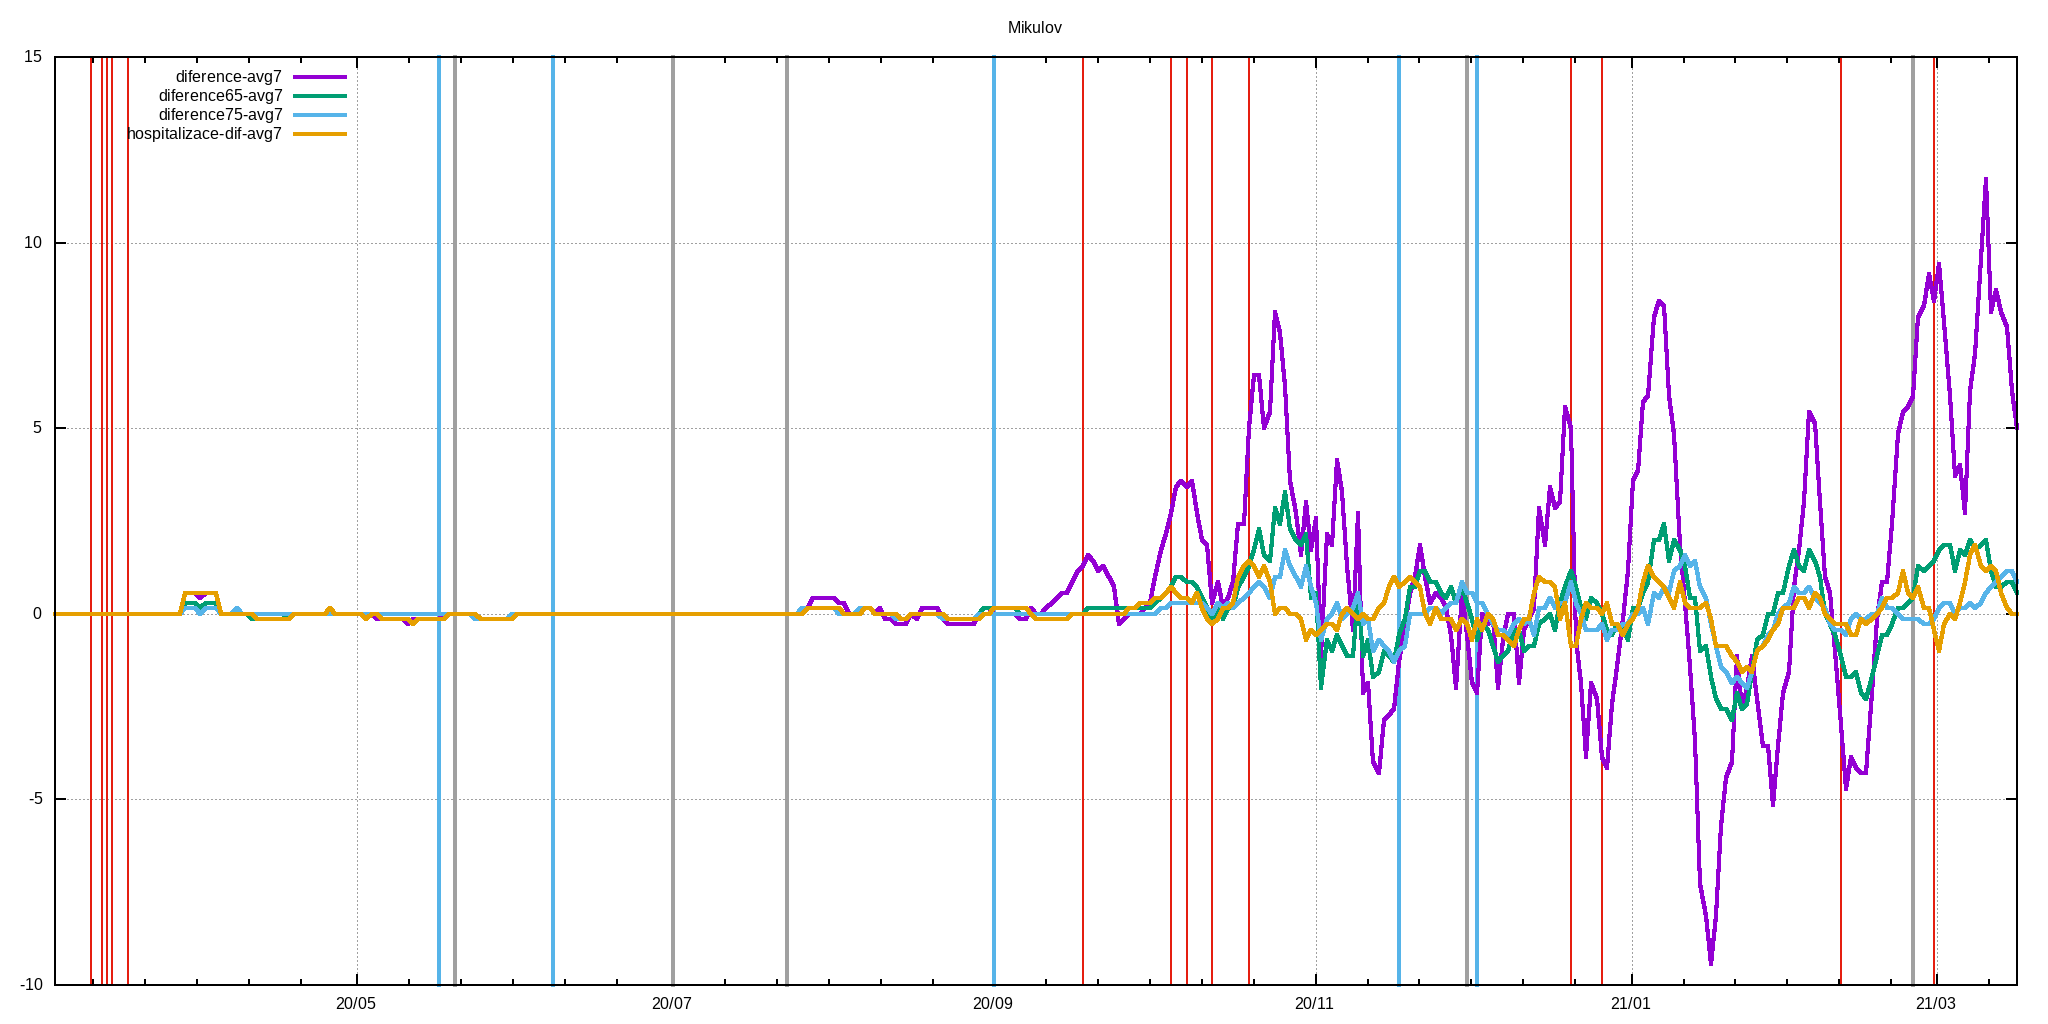 Mikulov
15
diference-avg7
diference65-avg7
diference75-avg7
hospitalizace-dif-avg7
10
5
0
-5
-10
20/05 20/07 20/09 20/11 21/01 21/03